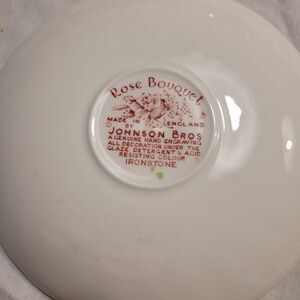 Rose Bouquet
MADE IN ENGLAND
BY
JOHNSON BROS
A GENUINE HAND ENGRAVING
ALL DECORATION UNDER THE
GLAZE DETERGENT & ACID
RESISTING COLOUR
IRONSTONE